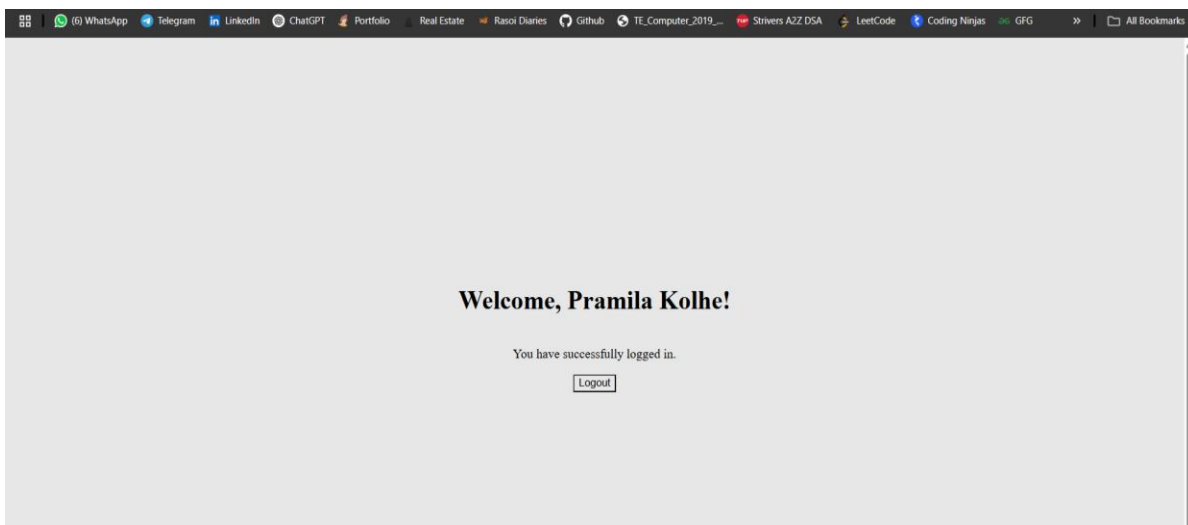 (6) WhatsApp Telegram LinkedIn ChatGPT Portfolio Real Estate Rasoi Diaries Github TE_Computer_2019_... Strivers A2Z DSA LeetCode Coding Ninjas GFG » All Bookmarks
Welcome, Pramila Kolhe!
You have successfully logged in.
Logout